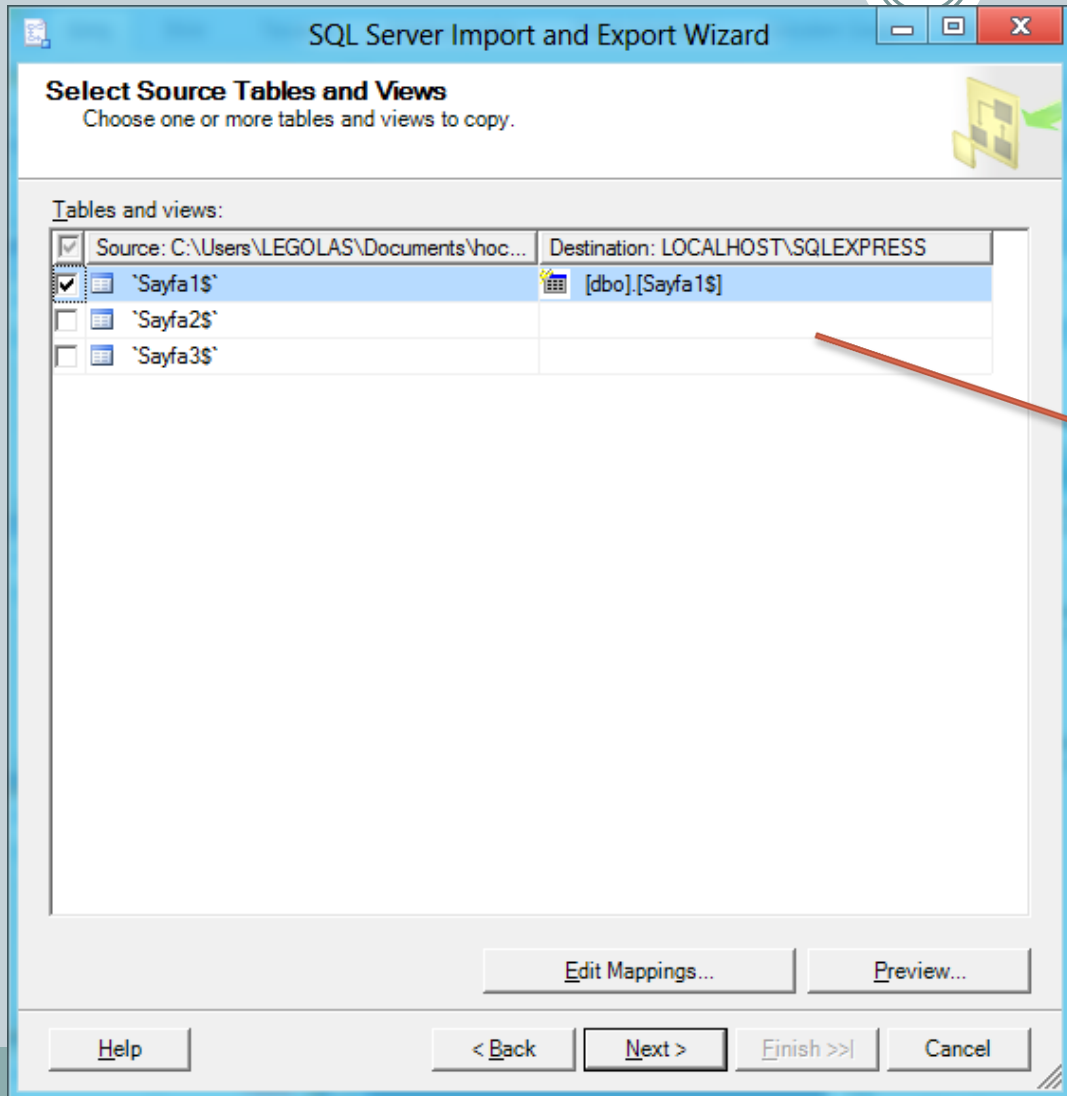 SQL Server Import and Export Wizard
Select Source Tables and Views
Choose one or more tables and views to copy.
Tables and views:
Source: C:\Users\LEGOLAS\Documents\hoc... Destination: LOCALHOST\SQLEXPRESS
`Sayfa1$` [dbo].[Sayfa1$]
`Sayfa2$`
`Sayfa3$`
Edit Mappings... Preview...
Help < Back Next > Finish >>| Cancel